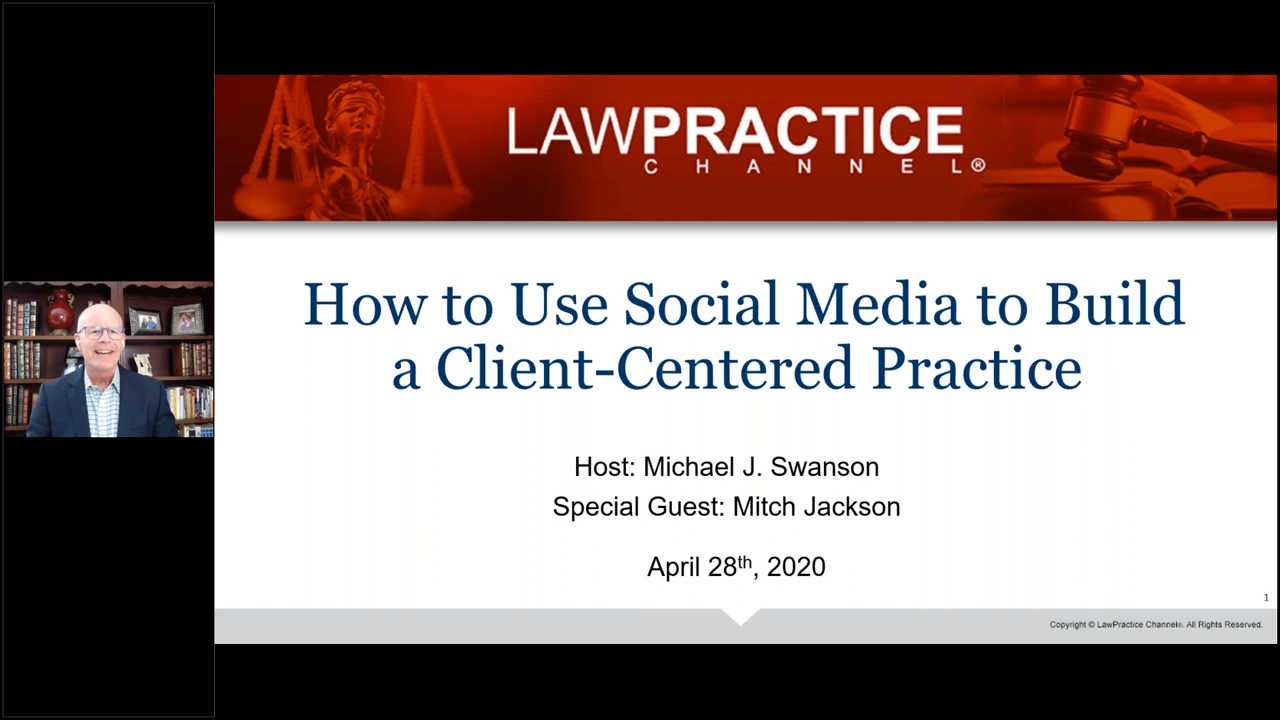 LAWPRACTICE
CHANNEL®
How to Use Social Media to Build
a Client-Centered Practice
Host: Michael J. Swanson
Special Guest: Mitch Jackson
April 28th, 2020
1
Copyright © LawPractice Channel®. All Rights Reserved.